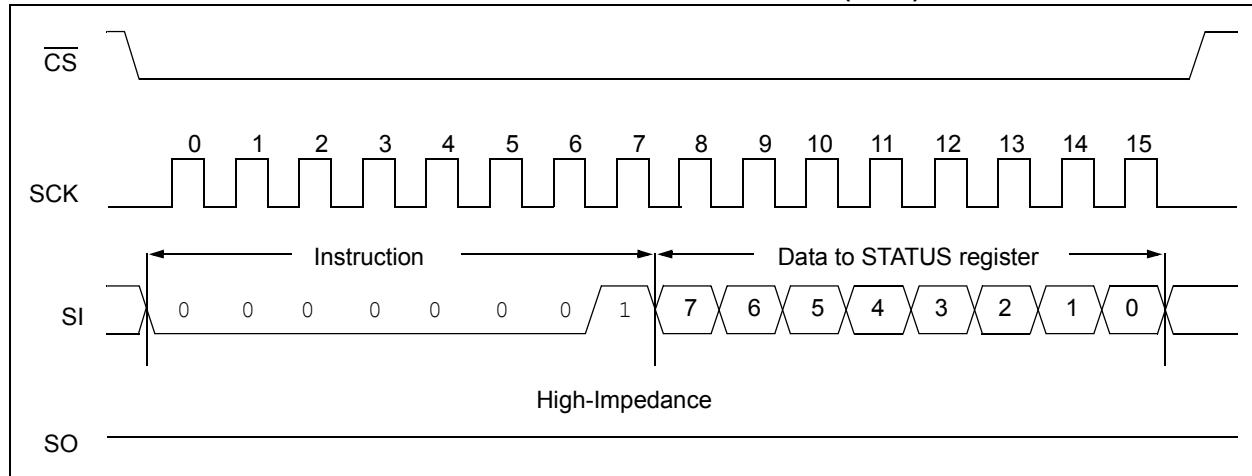 CS
0 1 2 3 4 5 6 7 8 9 10 11 12 13 14 15
SCK
Instruction Data to STATUS register
SI 0 0 0 0 0 0 0 1 7 6 5 4 3 2 1 0
High-Impedance
SO